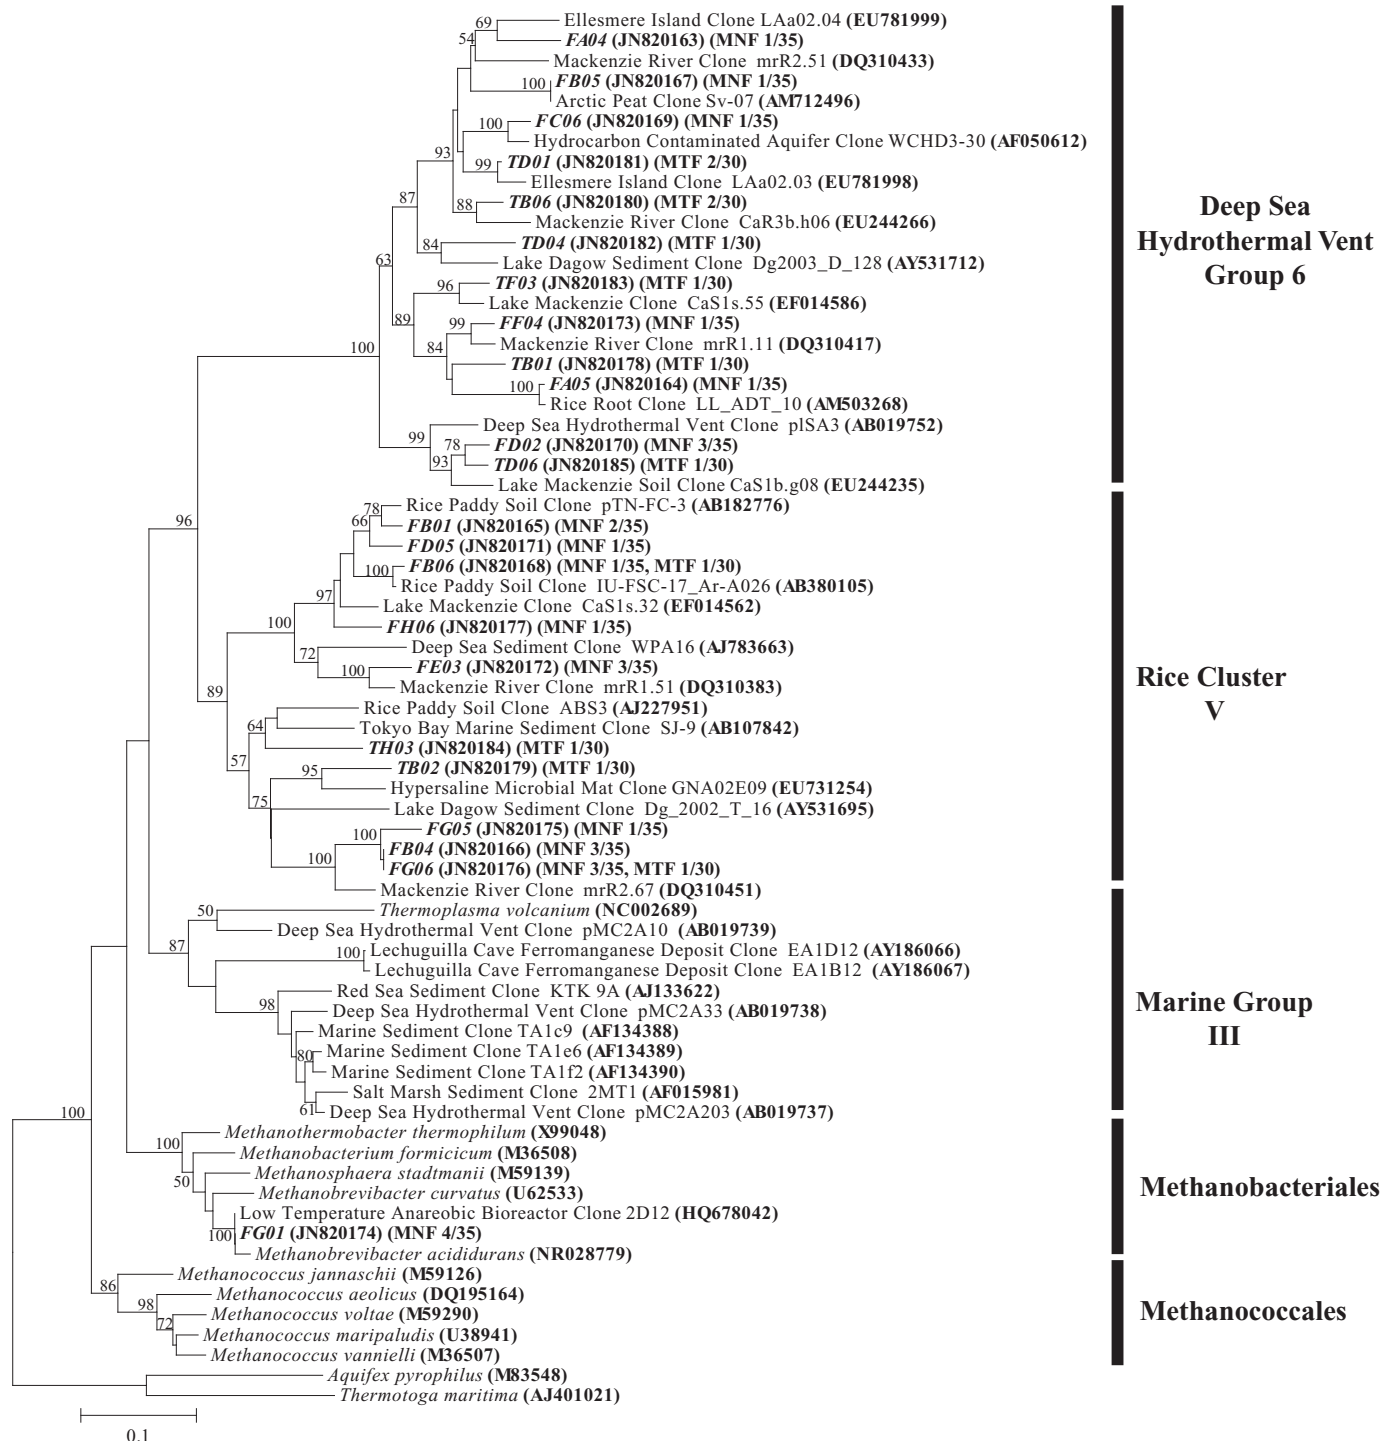 69
Ellesmere Island Clone LAa02.04 (EU781999)
54
FA04 (JN820163) (MNF 1/35)
Mackenzie River Clone mrR2.51 (DQ310433)
100
FB05 (JN820167) (MNF 1/35)
Arctic Peat Clone Sv-07 (AM712496)
100
FC06 (JN820169) (MNF 1/35)
Hydrocarbon Contaminated Aquifer Clone WCHD3-30 (AF050612)
93
99
TD01 (JN820181) (MTF 2/30)
Ellesmere Island Clone LAa02.03 (EU781998)
87
88
TB06 (JN820180) (MTF 2/30)
Mackenzie River Clone CaR3b.h06 (EU244266)
84
TD04 (JN820182) (MTF 1/30)
63
Lake Dagow Sediment Clone Dg2003_D_128 (AY531712)
96
TF03 (JN820183) (MTF 1/30)
Lake Mackenzie Clone CaS1s.55 (EF014586)
89
99
FF04 (JN820173) (MNF 1/35)
84
Mackenzie River Clone mrR1.11 (DQ310417)
100
TB01 (JN820178) (MTF 1/30)
100
FA05 (JN820164) (MNF 1/35)
Rice Root Clone LL_ADT_10 (AM503268)
Deep Sea Hydrothermal Vent Clone pISA3 (AB019752)
99
78
FD02 (JN820170) (MNF 3/35)
93
TD06 (JN820185) (MTF 1/30)
Lake Mackenzie Soil Clone CaS1b.g08 (EU244235)
Deep Sea
Hydrothermal Vent
Group 6
78
Rice Paddy Soil Clone pTN-FC-3 (AB182776)
96
66
FB01 (JN820165) (MNF 2/35)
FD05 (JN820171) (MNF 1/35)
100
FB06 (JN820168) (MNF 1/35, MTF 1/30)
Rice Paddy Soil Clone IU-FSC-17_Ar-A026 (AB380105)
97
Lake Mackenzie Clone CaS1s.32 (EF014562)
100
FH06 (JN820177) (MNF 1/35)
72
Deep Sea Sediment Clone WPA16 (AJ783663)
100
FE03 (JN820172) (MNF 3/35)
89
Mackenzie River Clone mrR1.51 (DQ310383)
Rice Paddy Soil Clone ABS3 (AJ227951)
64
Tokyo Bay Marine Sediment Clone SJ-9 (AB107842)
TH03 (JN820184) (MTF 1/30)
57
95
TB02 (JN820179) (MTF 1/30)
Hypersaline Microbial Mat Clone GNA02E09 (EU731254)
75
Lake Dagow Sediment Clone Dg_2002_T_16 (AY531695)
100
FG05 (JN820175) (MNF 1/35)
FB04 (JN820166) (MNF 3/35)
100
FG06 (JN820176) (MNF 3/35, MTF 1/30)
Mackenzie River Clone mrR2.67 (DQ310451)
Rice Cluster
V
50
Thermoplasma volcanium (NC002689)
Deep Sea Hydrothermal Vent Clone pMC2A10 (AB019739)
87
100
Lechuguilla Cave Ferromanganese Deposit Clone EA1D12 (AY186066)
Lechuguilla Cave Ferromanganese Deposit Clone EA1B12 (AY186067)
Red Sea Sediment Clone KTK 9A (AJ133622)
98
Deep Sea Hydrothermal Vent Clone pMC2A33 (AB019738)
Marine Sediment Clone TA1c9 (AF134388)
80
Marine Sediment Clone TA1e6 (AF134389)
Marine Sediment Clone TA1f2 (AF134390)
Salt Marsh Sediment Clone 2MT1 (AF015981)
61
Deep Sea Hydrothermal Vent Clone pMC2A203 (AB019737)
Marine Group
III
100
Methanothermobacter thermophilum (X99048)
100
Methanobacterium formicicum (M36508)
50
Methanosphaera stadtmanii (M59139)
Methanobrevibacter curvatus (U62533)
Low Temperature Anareobic Bioreactor Clone 2D12 (HQ678042)
100
FG01 (JN820174) (MNF 4/35)
Methanobrevibacter acididurans (NR028779)
Methanobacteriales
86
Methanococcus jannaschii (M59126)
98
Methanococcus aeolicus (DQ195164)
72
Methanococcus voltae (M59290)
Methanococcus maripaludis (U38941)
Methanococcus vannielli (M36507)
Methanococcales
Aquifex pyrophilus (M83548)
Thermotoga maritima (AJ401021)
0.1